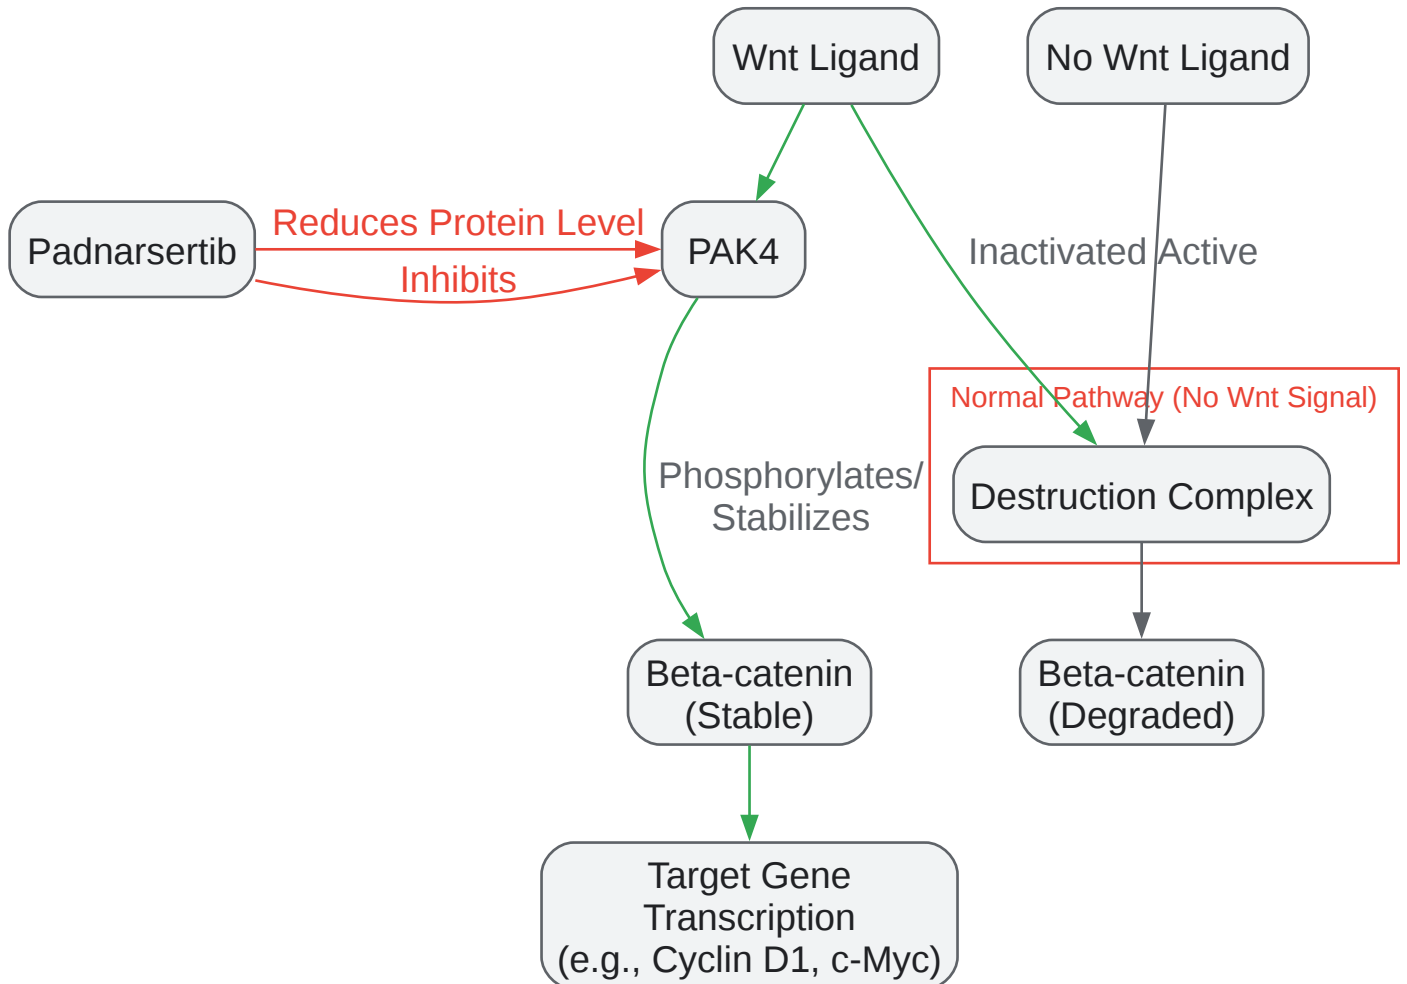 Wnt Ligand
No Wnt Ligand
Padnarsertib
Reduces Protein Level
Inhibits
PAK4
Inactivated
Active
Normal Pathway (No Wnt Signal)
Destruction Complex
Phosphorylates/
Stabilizes
Beta-catenin
(Stable)
Beta-catenin
(Degraded)
Target Gene
Transcription
(e.g., Cyclin D1, c-Myc)